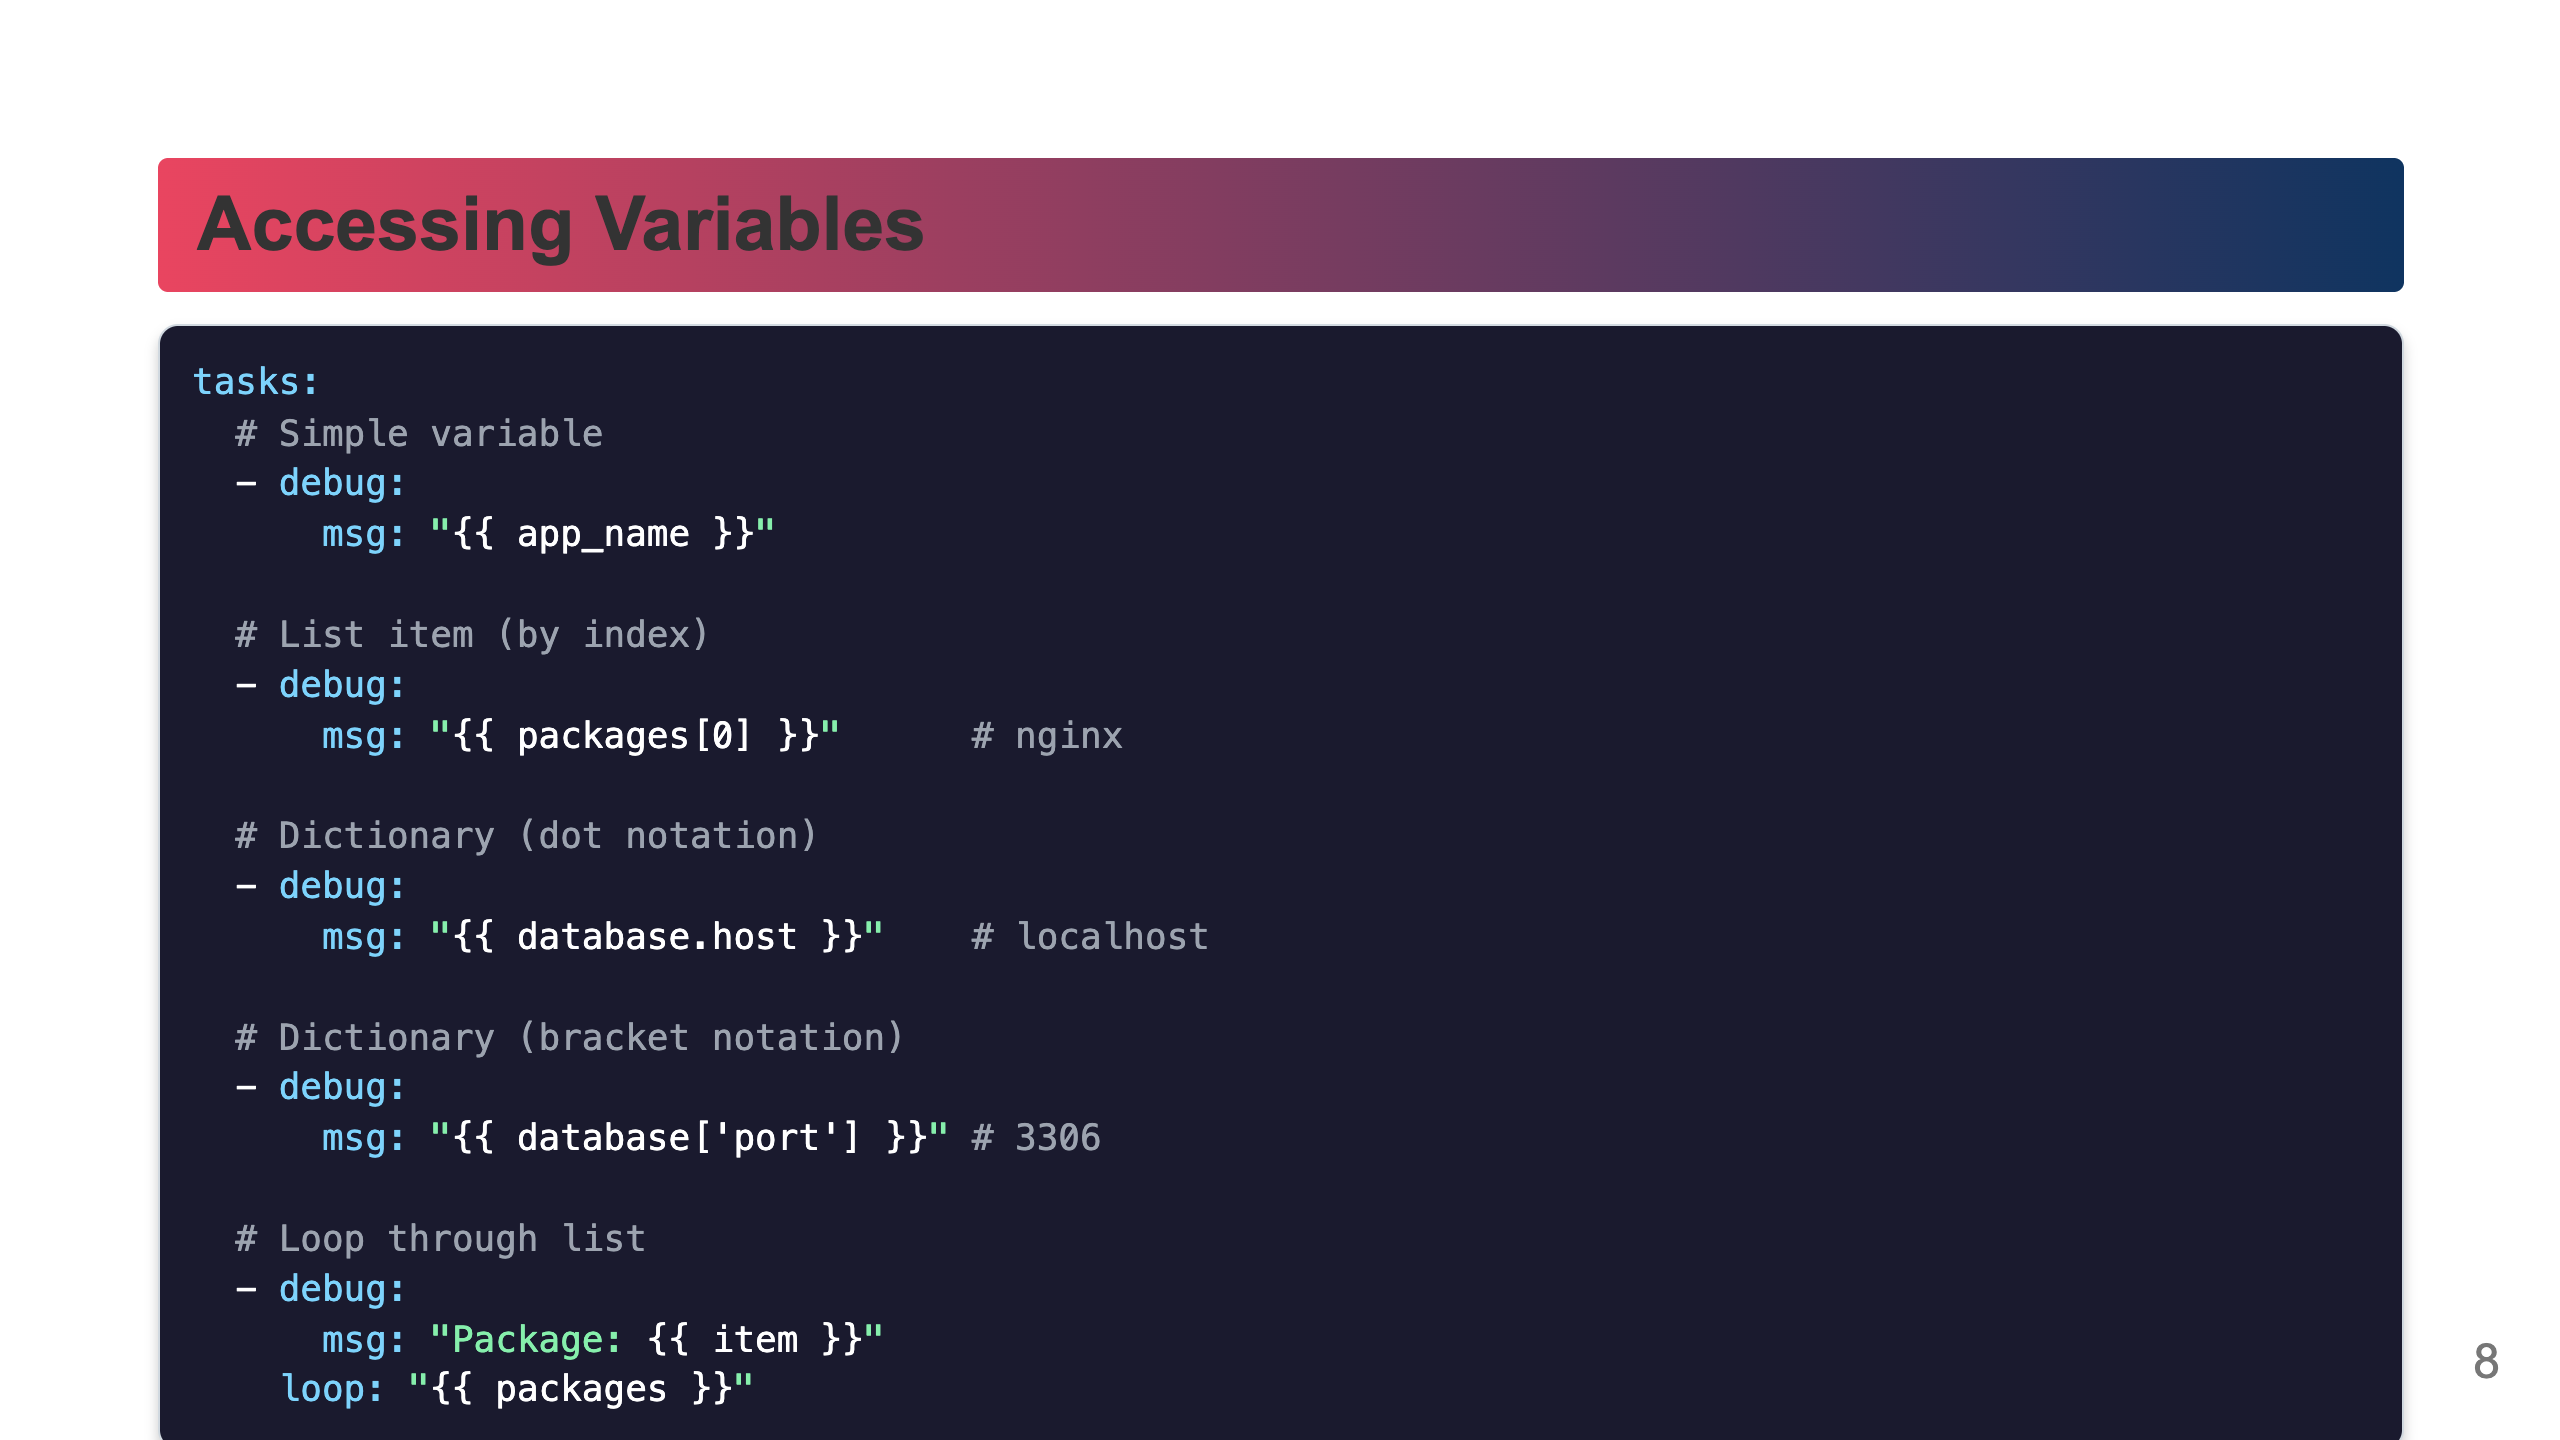 Accessing Variables
tasks:
  # Simple variable
  - debug:
      msg: "{{ app_name }}"

  # List item (by index)
  - debug:
      msg: "{{ packages[0] }}"      # nginx

  # Dictionary (dot notation)
  - debug:
      msg: "{{ database.host }}"    # localhost

  # Dictionary (bracket notation)
  - debug:
      msg: "{{ database['port'] }}" # 3306

  # Loop through list
  - debug:
      msg: "Package: {{ item }}"
    loop: "{{ packages }}"
8